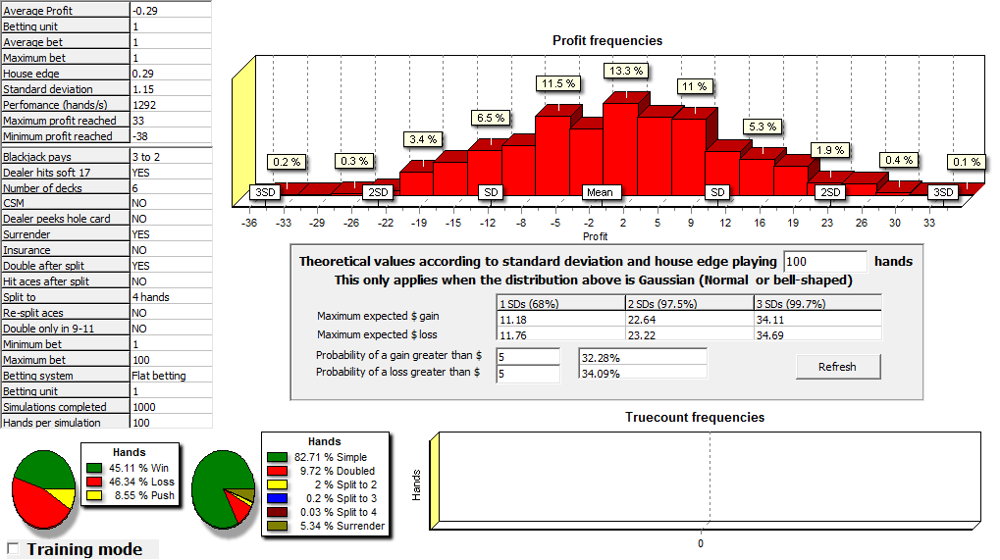 Average Profit -0.29
Betting unit 1
Average bet 1
Maximum bet 1
House edge 0.29
Standard deviation 1.15
Perfomance (hands/s) 1292
Maximum profit reached 33
Minimum profit reached -38
Blackjack pays 3 to 2
Dealer hits soft 17 YES
Number of decks 6
CSM NO
Dealer peeks hole card NO
Surrender YES
Insurance NO
Double after split YES
Hit aces after split NO
Split to 4 hands
Re-split aces NO
Double only in 9-11 NO
Minimum bet 1
Maximum bet 100
Betting system Flat betting
Betting unit 1
Simulations completed 1000
Hands per simulation 100
Profit frequencies
0.2 % 0.3 % 3.4 % 6.5 % 11.5 % 13.3 % 11 % 5.3 % 1.9 % 0.4 % 0.1 %
3SD 2SD SD Mean SD 2SD 3SD
-36 -33 -29 -26 -22 -19 -15 -12 -9 -5 -2 2 5 9 12 16 19 23 26 30 33
Profit
Theoretical values according to standard deviation and house edge playing 100 hands
This only applies when the distribution above is Gaussian (Normal or bell-shaped)
1 SDs (68%) 2 SDs (97.5%) 3 SDs (99.7%)
Maximum expected $ gain 11.18 22.64 34.11
Maximum expected $ loss 11.76 23.22 34.69
Probability of a gain greater than $ 5 32.28%
Probability of a loss greater than $ 5 34.09%
Refresh
Hands
45.11 % Win
46.34 % Loss
8.55 % Push
Hands
82.71 % Simple
9.72 % Doubled
2 % Split to 2
0.2 % Split to 3
0.03 % Split to 4
5.34 % Surrender
Truecount frequencies
Hands
0
Training mode